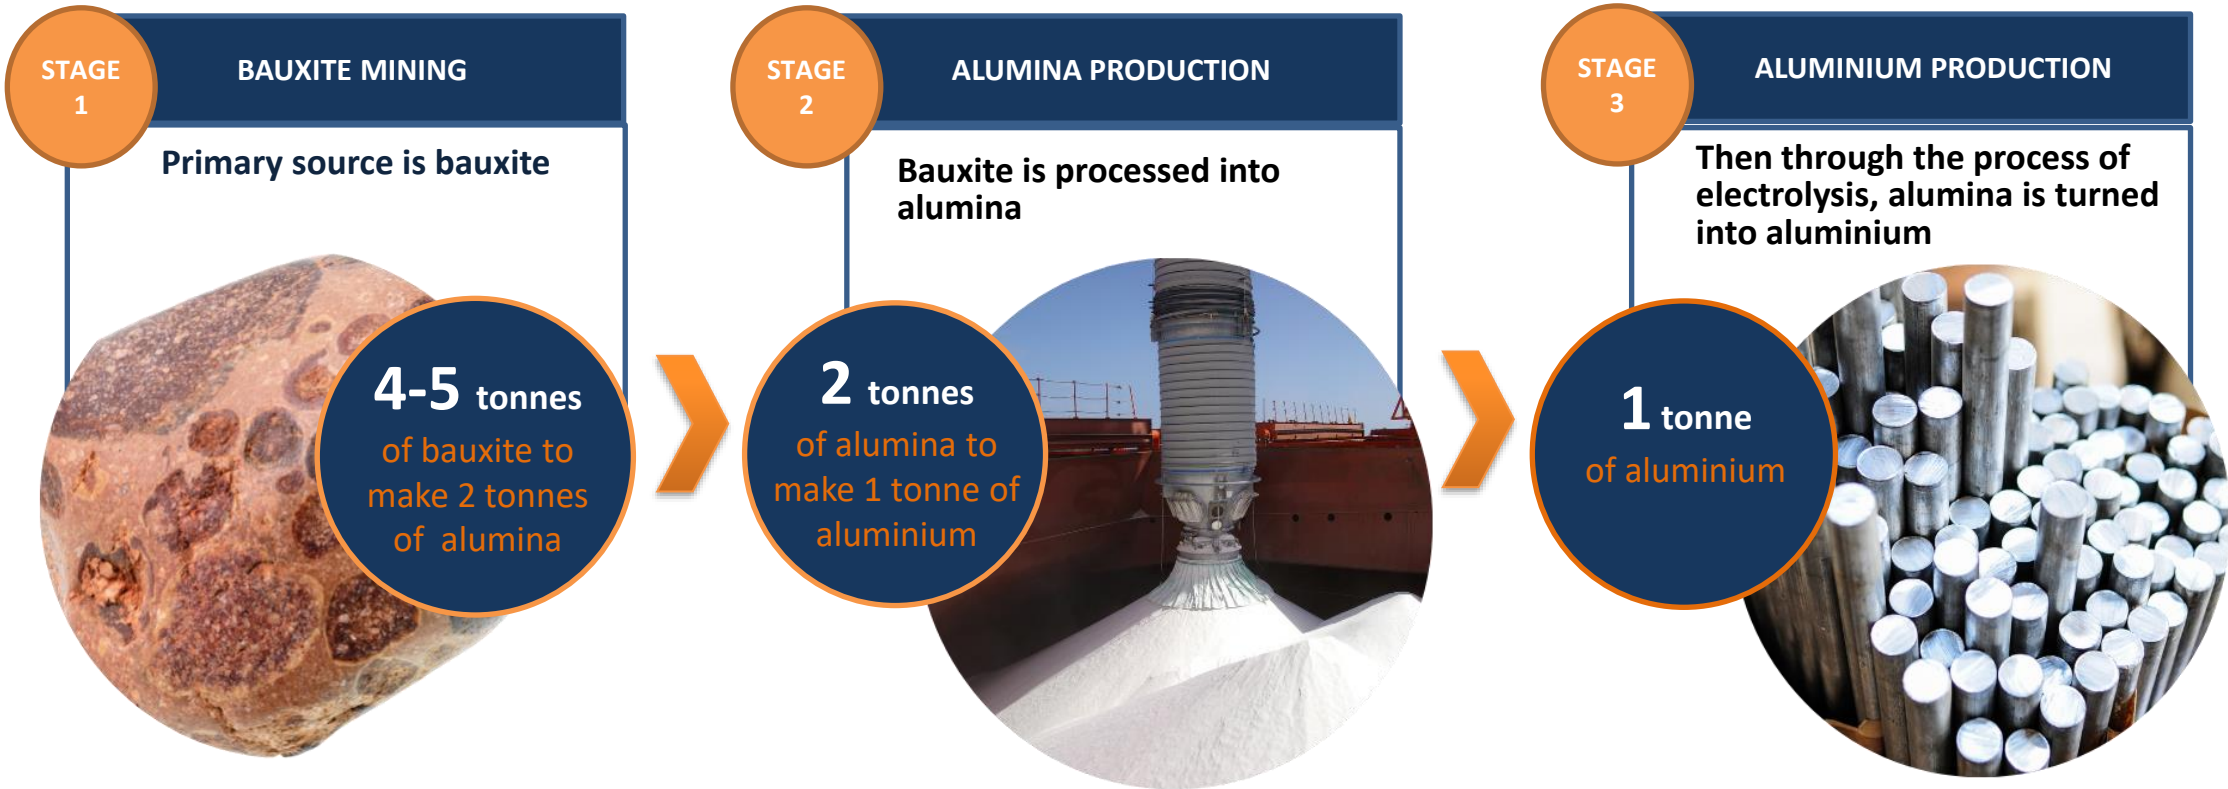 STAGE
1
BAUXITE MINING
Primary source is bauxite
4-5 tonnes
of bauxite to
make 2 tonnes
of alumina
STAGE
2
ALUMINA PRODUCTION
Bauxite is processed into
alumina
2 tonnes
of alumina to
make 1 tonne of
aluminium
STAGE
3
ALUMINIUM PRODUCTION
Then through the process of
electrolysis, alumina is turned
into aluminium
1 tonne
of aluminium